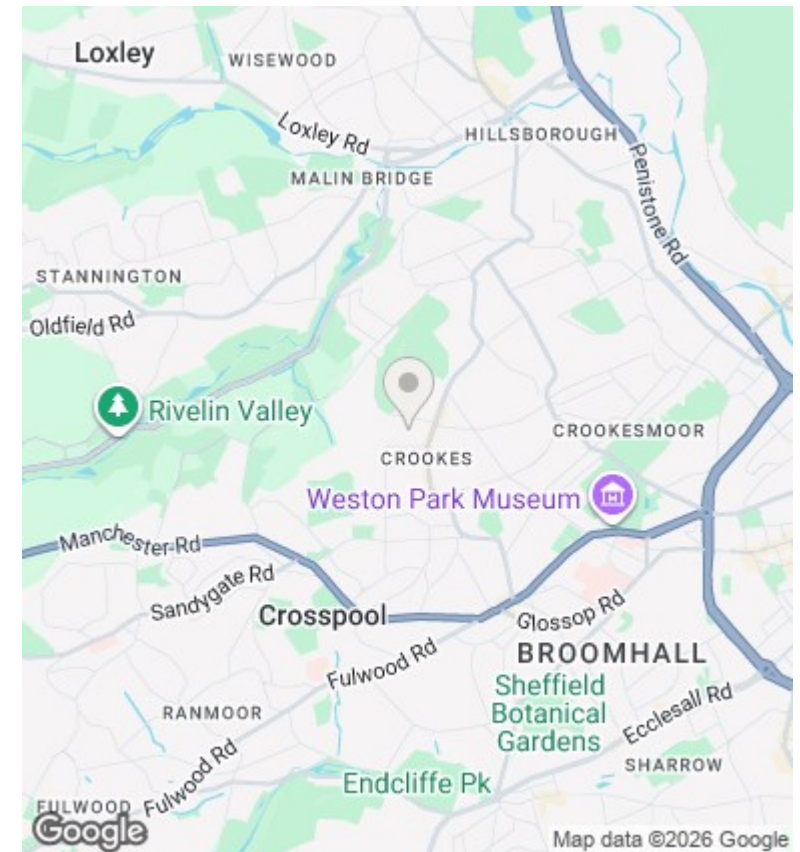 Loxley
WISEWOOD
Loxley Rd
HILLSBOROUGH
MALIN BRIDGE
Penistone Rd
STANNINGTON
Oldfield Rd
Rivelin Valley
CROOKESMOOR
CROOKES
Weston Park Museum
Manchester Rd
Sandygate Rd
Crosspool
Glossop Rd
Fulwood Rd
BROOMHALL
Sheffield
Botanical
Gardens
RANMOOR
Ecclesall Rd
Fulwood Rd
SHARROW
Endcliffe Pk
FULWOOD
Google
Map data ©2026 Google